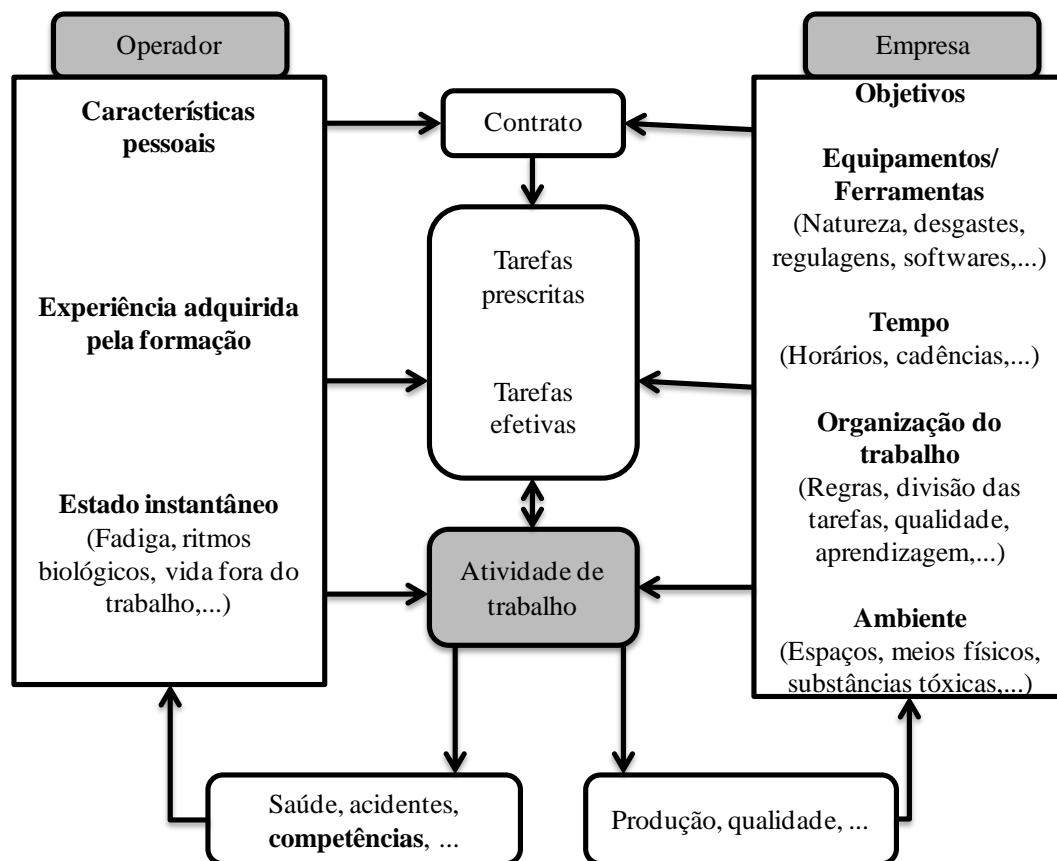 Operador
Características
pessoais
Experiência adquirida
pela formação
Estado instantâneo
(Fadiga, ritmos
biológicos, vida fora do
trabalho,...)
Contrato
Tarefas
prescritas
Tarefas
efetivas
Atividade de
trabalho
Empresa
Objetivos
Equipamentos/
Ferramentas
(Natureza, desgastes,
regulagens, softwares,...)
Tempo
(Horários, cadências,...)
Organização do
trabalho
(Regras, divisão das
tarefas, qualidade,
aprendizagem,...)
Ambiente
(Espaços, meios físicos,
substâncias tóxicas,...)
Saúde, acidentes,
competências, ...
Produção, qualidade, ...